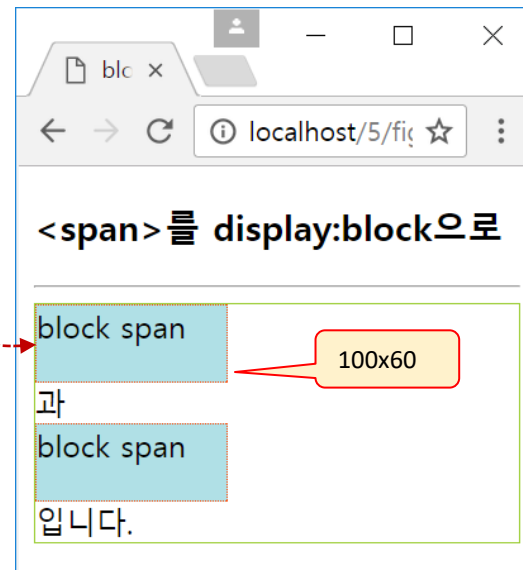 blc
localhost/5/fig
<span>를 display:block으로
block span
100x60
과
block span
입니다.